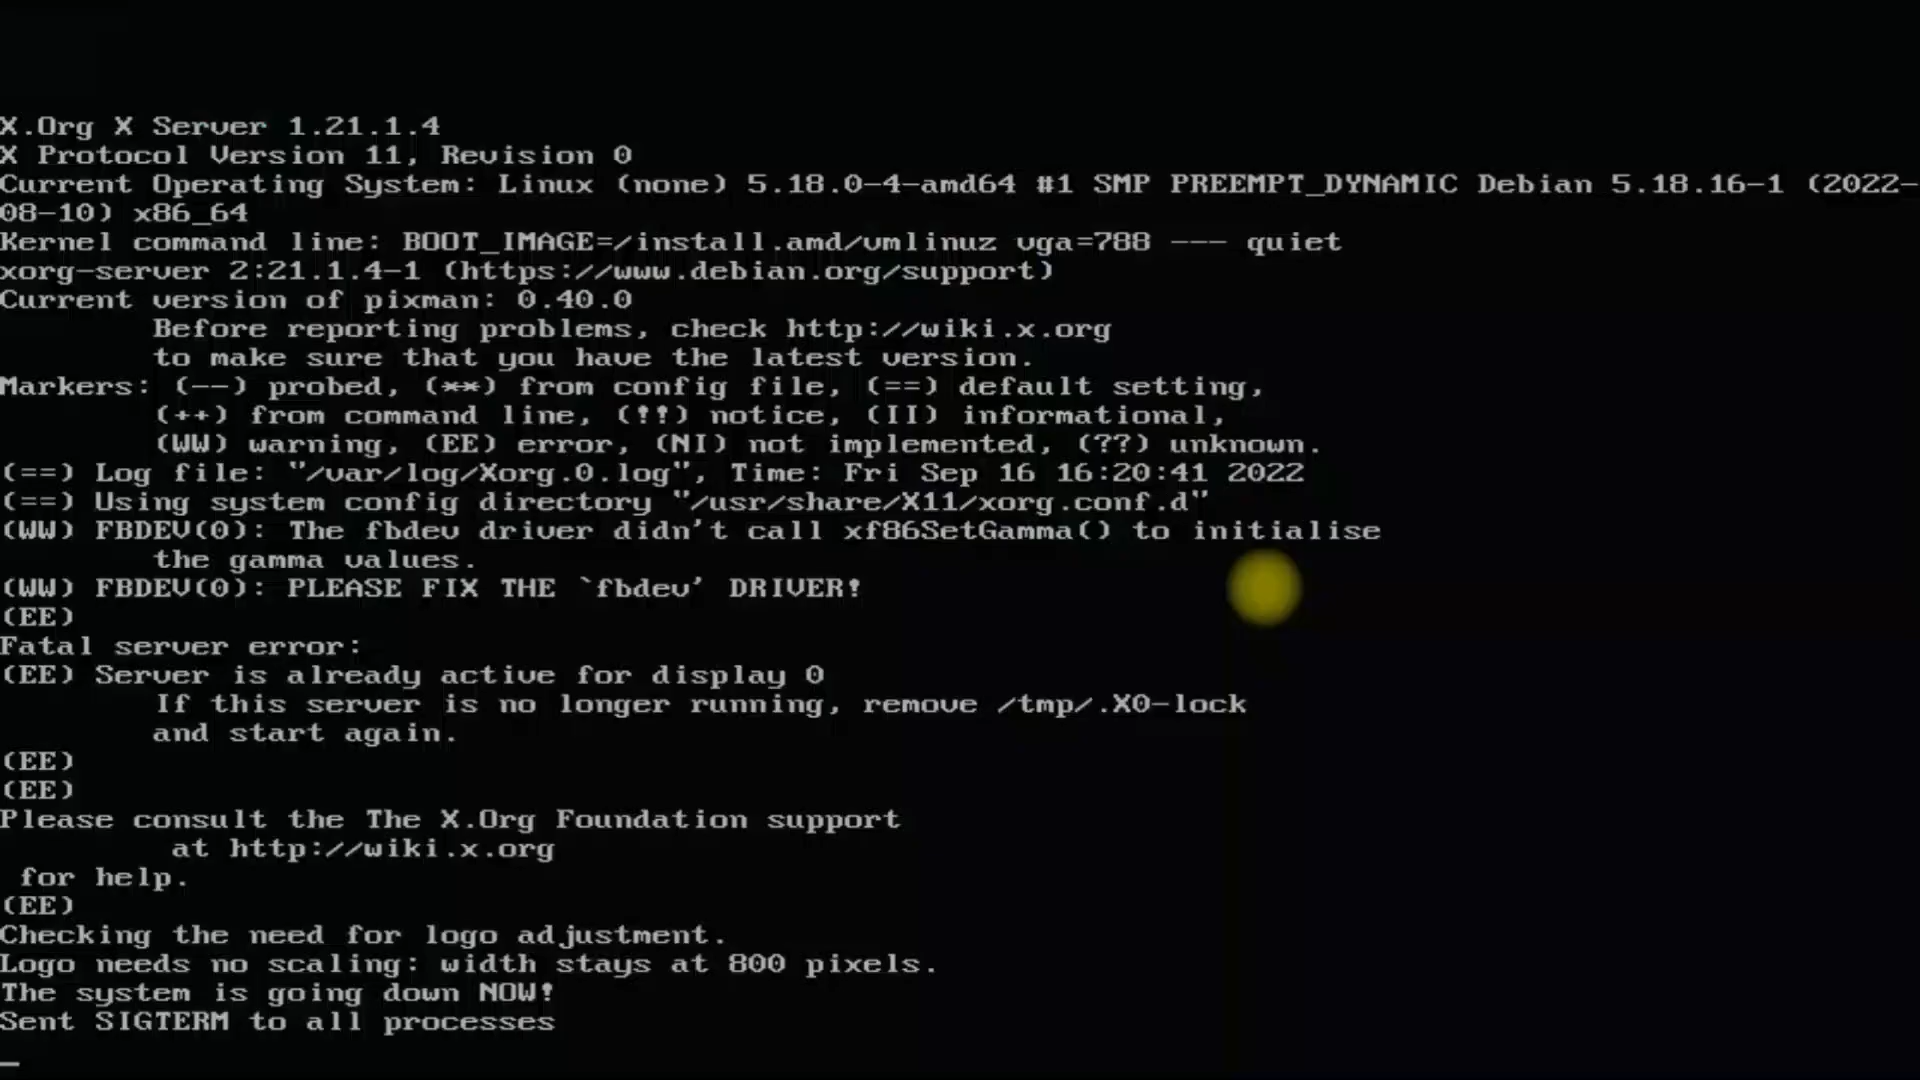 X.Org X Server 1.21.1.4
X Protocol Version 11, Revision 0
Current Operating System: Linux (none) 5.18.0-4-amd64 #1 SMP PREEMPT_DYNAMIC Debian 5.18.16-1 (2022-
08-10) x86_64
Kernel command line: BOOT_IMAGE=/install.amd/vmlinuz vga=788 --- quiet
xorg-server 2:21.1.4-1 (https://www.debian.org/support)
Current version of pixman: 0.40.0
        Before reporting problems, check http://wiki.x.org
        to make sure that you have the latest version.
Markers: (--) probed, (**) from config file, (==) default setting,
        (++) from command line, (!!) notice, (II) informational,
        (WW) warning, (EE) error, (NI) not implemented, (??) unknown.
(==) Log file: "/var/log/Xorg.0.log", Time: Fri Sep 16 16:20:41 2022
(==) Using system config directory "/usr/share/X11/xorg.conf.d"
(WW) FBDEV(0): The fbdev driver didn't call xf86SetGamma() to initialise
        the gamma values.
(WW) FBDEV(0): PLEASE FIX THE `fbdev' DRIVER!
(EE)
Fatal server error:
(EE) Server is already active for display 0
        If this server is no longer running, remove /tmp/.X0-lock
        and start again.
(EE)
(EE)
Please consult the The X.Org Foundation support
         at http://wiki.x.org
 for help.
(EE)
Checking the need for logo adjustment.
Logo needs no scaling: width stays at 800 pixels.
The system is going down NOW!
Sent SIGTERM to all processes